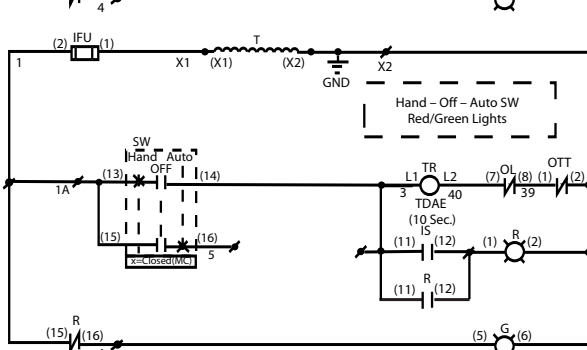 4
(2) IFU (1)
T
1
X1 (X1) (X2)
X2
GND
Hand – Off – Auto SW
Red/Green Lights
SW
Hand Auto
OFF
(13) (14)
1A
L1 TR L2
3 40
TDAE
(10 Sec.)
(7) OL (8) (1) OTT (2)
39
(15) (16)
5
x=Closed(MC)
IS
(11) (12)
(1) R (2)
R
(11) (12)
R
(15) (16)
G
(5) (6)